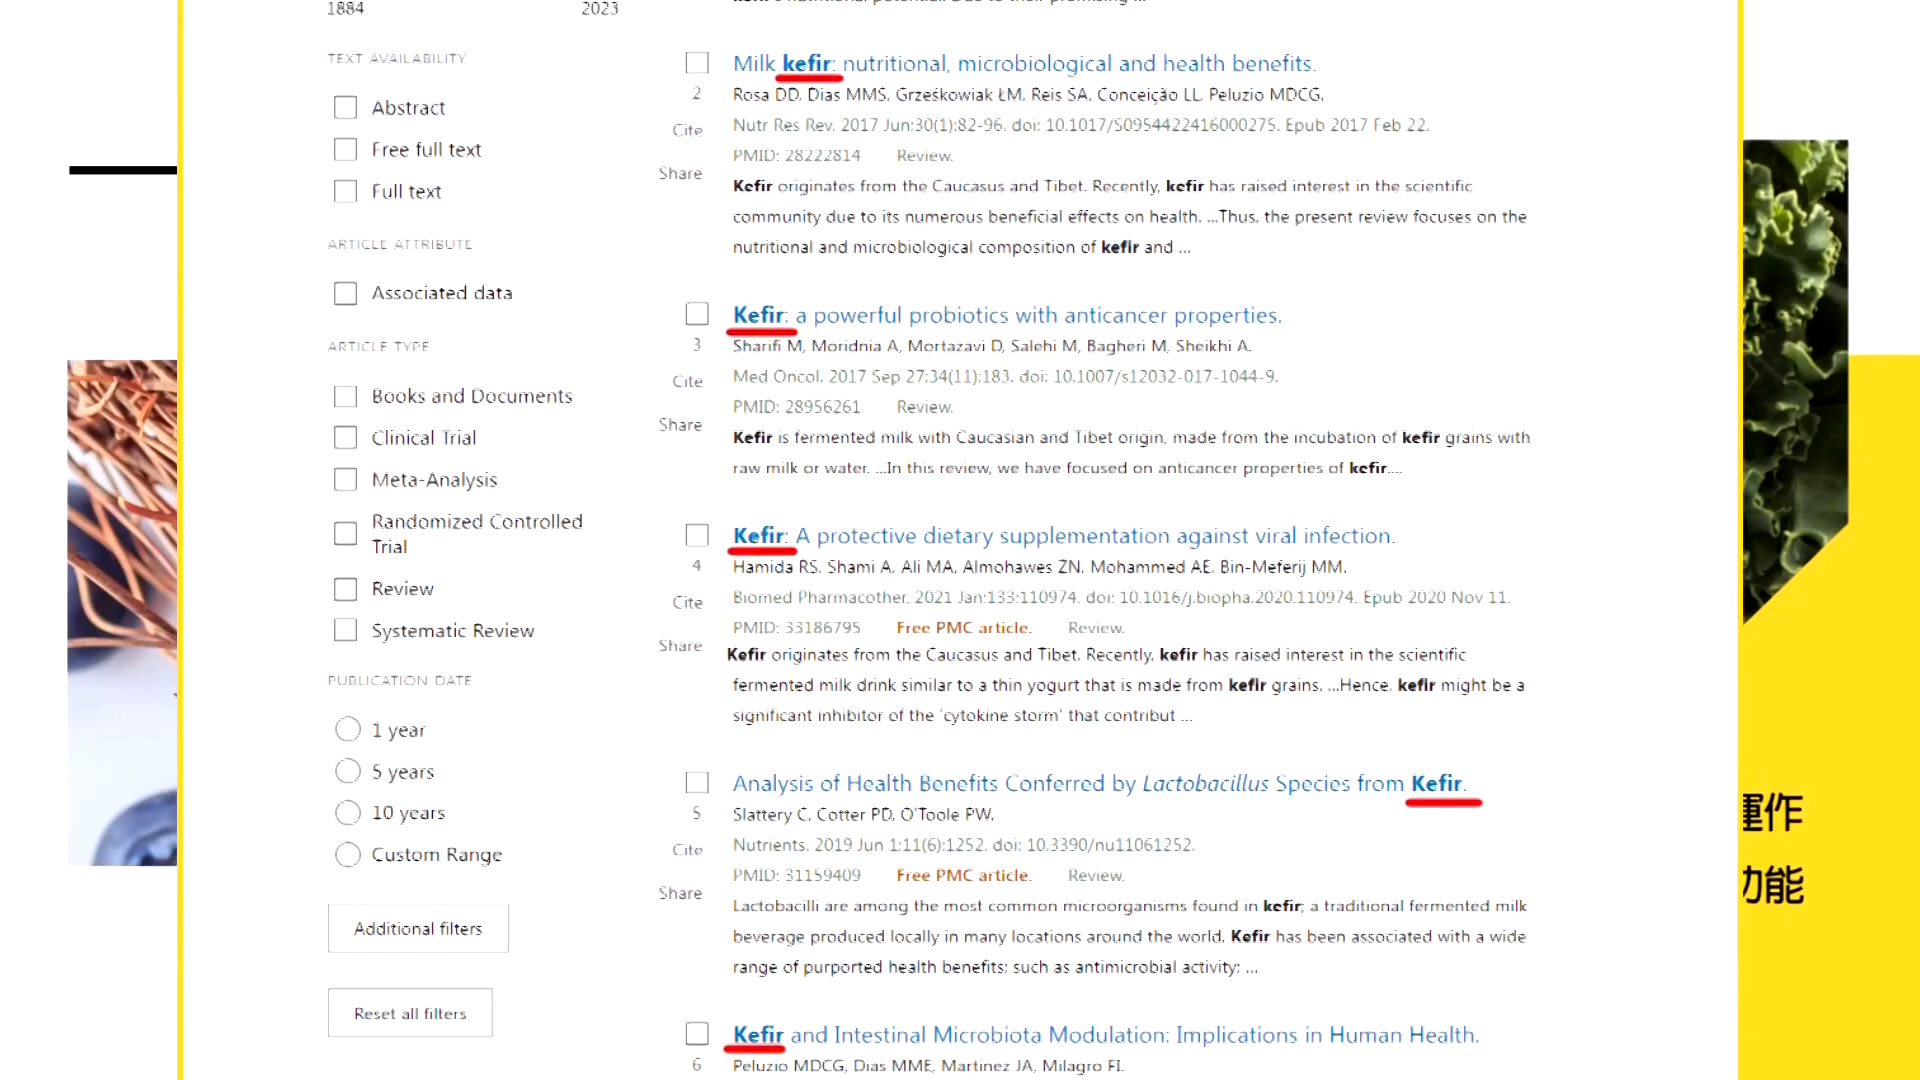 1884 2023
TEXT AVAILABILITY
Abstract
Free full text
Full text
ARTICLE ATTRIBUTE
Associated data
ARTICLE TYPE
Books and Documents
Clinical Trial
Meta-Analysis
Randomized Controlled
Trial
Review
Systematic Review
PUBLICATION DATE
1 year
5 years
10 years
Custom Range
Additional filters
Reset all filters
Milk kefir: nutritional, microbiological and health benefits.
2
Cite
Share
Rosa DD, Dias MMS, Grześkowiak ŁM, Reis SA, Conceição LL, Peluzio MDCG.
Nutr Res Rev. 2017 Jun;30(1):82-96. doi: 10.1017/S0954422416000275. Epub 2017 Feb 22.
PMID: 28222814 Review.
Kefir originates from the Caucasus and Tibet. Recently, kefir has raised interest in the scientific
community due to its numerous beneficial effects on health. ...Thus, the present review focuses on the
nutritional and microbiological composition of kefir and ...
Kefir: a powerful probiotics with anticancer properties.
3
Cite
Share
Sharifi M, Moridnia A, Mortazavi D, Salehi M, Bagheri M, Sheikhi A.
Med Oncol. 2017 Sep 27;34(11):183. doi: 10.1007/s12032-017-1044-9.
PMID: 28956261 Review.
Kefir is fermented milk with Caucasian and Tibet origin, made from the incubation of kefir grains with
raw milk or water. ...In this review, we have focused on anticancer properties of kefir....
Kefir: A protective dietary supplementation against viral infection.
4
Cite
Share
Hamida RS, Shami A, Ali MA, Almohawes ZN, Mohammed AE, Bin-Meferij MM.
Biomed Pharmacother. 2021 Jan;133:110974. doi: 10.1016/j.biopha.2020.110974. Epub 2020 Nov 11.
PMID: 33186795 Free PMC article. Review.
Kefir originates from the Caucasus and Tibet. Recently, kefir has raised interest in the scientific
fermented milk drink similar to a thin yogurt that is made from kefir grains. ...Hence, kefir might be a
significant inhibitor of the 'cytokine storm' that contribut ...
Analysis of Health Benefits Conferred by Lactobacillus Species from Kefir.
5
Cite
Share
Slattery C, Cotter PD, O'Toole PW.
Nutrients. 2019 Jun 1;11(6):1252. doi: 10.3390/nu11061252.
PMID: 31159409 Free PMC article. Review.
Lactobacilli are among the most common microorganisms found in kefir; a traditional fermented milk
beverage produced locally in many locations around the world. Kefir has been associated with a wide
range of purported health benefits; such as antimicrobial activity; ...
Kefir and Intestinal Microbiota Modulation: Implications in Human Health.
6
Peluzio MDCG, Dias MME, Martinez JA, Milagro FI.
運作
功能